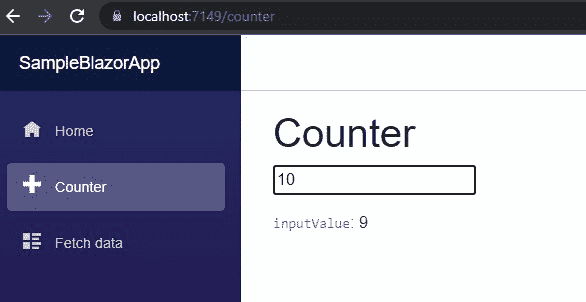 localhost:7149/counter
SampleBlazorApp
Home
Counter
Fetch data
Counter
10
inputValue: 9